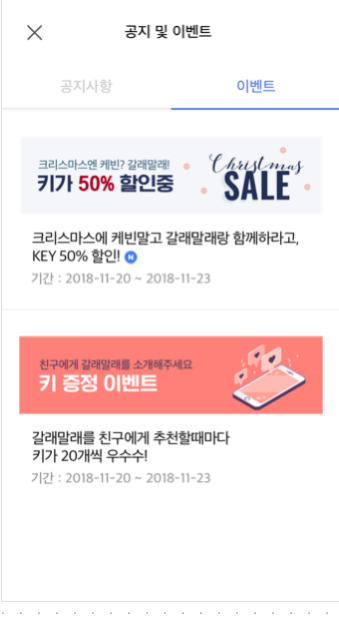 공지 및 이벤트
공지사항
이벤트
크리스마스엔 케빈? 갈래말래!
키가 50% 할인중
Christmas
SALE
크리스마스에 케빈말고 갈래말래랑 함께하라고,
KEY 50% 할인! N
기간 : 2018-11-20 ~ 2018-11-23
친구에게 갈래말래를 소개해주세요
키 증정 이벤트
갈래말래를 친구에게 추천할때마다
키가 20개씩 우수수!
기간 : 2018-11-20 ~ 2018-11-23